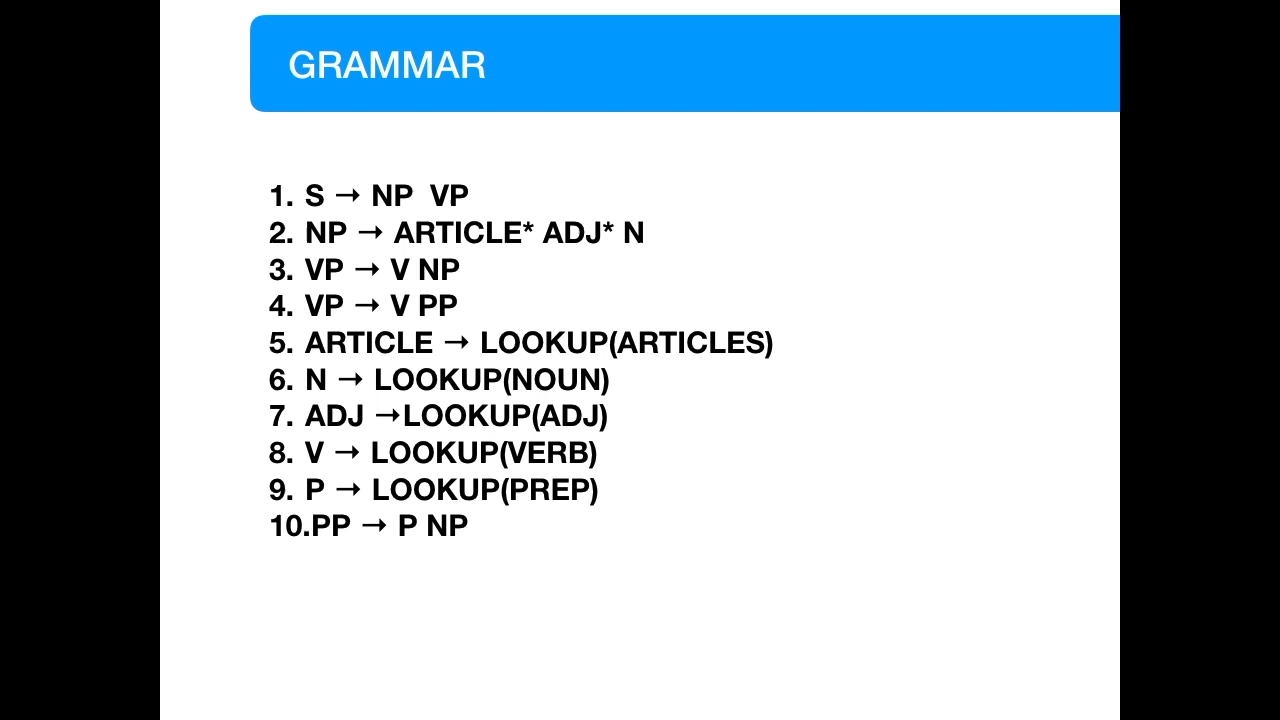 GRAMMAR
1. S → NP  VP
2. NP → ARTICLE* ADJ* N
3. VP → V NP
4. VP → V PP
5. ARTICLE → LOOKUP(ARTICLES)
6. N → LOOKUP(NOUN)
7. ADJ →LOOKUP(ADJ)
8. V → LOOKUP(VERB)
9. P → LOOKUP(PREP)
10.PP → P NP